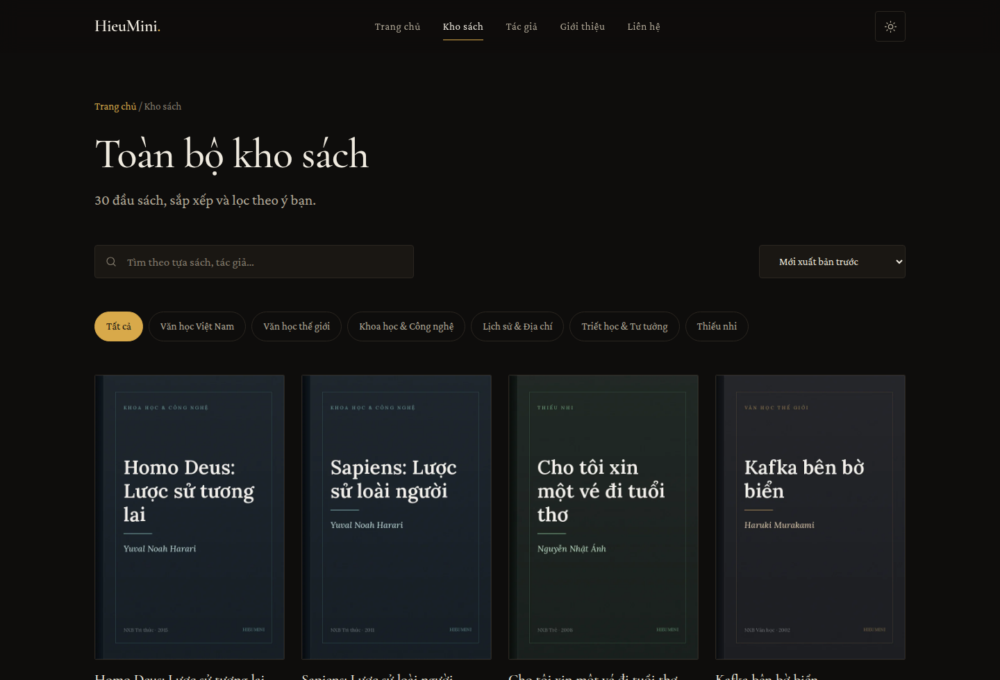 HieuMini.
Trang chủ
Kho sách
Tác giả
Giới thiệu
Liên hệ
Trang chủ / Kho sách
Toàn bộ kho sách
30 đầu sách, sắp xếp và lọc theo ý bạn.
Tìm theo tựa sách, tác giả...
Mới xuất bản trước
Tất cả
Văn học Việt Nam
Văn học thế giới
Khoa học & Công nghệ
Lịch sử & Địa chí
Triết học & Tư tưởng
Thiếu nhi
KHOA HỌC & CÔNG NGHỆ
Homo Deus:
Lược sử tương
lai
Yuval Noah Harari
NXB Tri thức · 2015
HIEUMINI
KHOA HỌC & CÔNG NGHỆ
Sapiens: Lược
sử loài người
Yuval Noah Harari
NXB Tri thức · 2011
HIEUMINI
THIẾU NHI
Cho tôi xin
một vé đi tuổi
thơ
Nguyễn Nhật Ánh
NXB Trẻ · 2008
HIEUMINI
VĂN HỌC THẾ GIỚI
Kafka bên bờ
biển
Haruki Murakami
NXB Văn học · 2002
HIEUMINI
Homo Deus: Lược sử tương lai
Sapiens: Lược sử loài người
Cho tôi xin một vé đi tuổi thơ
Kafka bên bờ biển